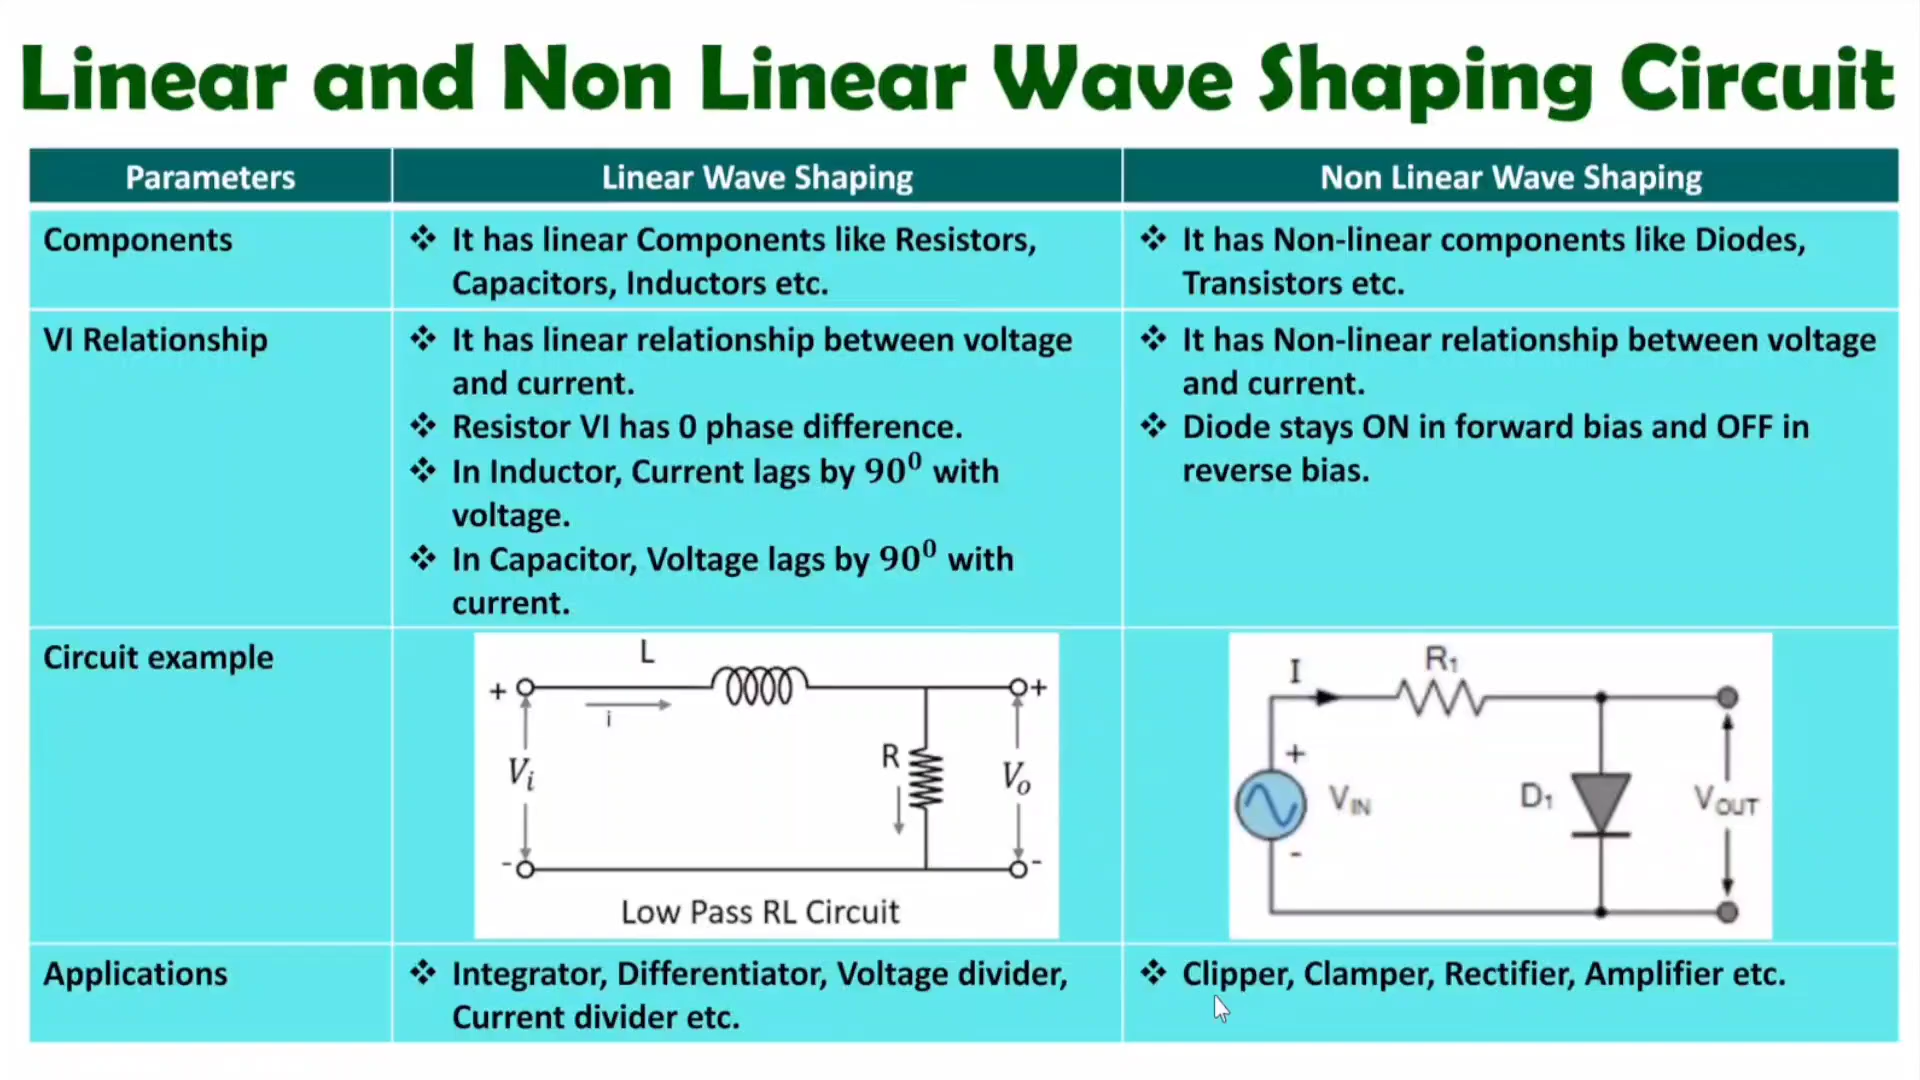 Linear and Non Linear Wave Shaping Circuit
Parameters
Linear Wave Shaping
Non Linear Wave Shaping
Components
❖ It has linear Components like Resistors,
Capacitors, Inductors etc.
❖ It has Non-linear components like Diodes,
Transistors etc.
VI Relationship
❖ It has linear relationship between voltage
and current.
❖ Resistor VI has 0 phase difference.
❖ In Inductor, Current lags by 90⁰ with
voltage.
❖ In Capacitor, Voltage lags by 90⁰ with
current.
❖ It has Non-linear relationship between voltage
and current.
❖ Diode stays ON in forward bias and OFF in
reverse bias.
Circuit example
L
+
+
i
R
Vᵢ
Vₒ
-
-
Low Pass RL Circuit
I
R₁
+
V_IN
D₁
V_OUT
-
Applications
❖ Integrator, Differentiator, Voltage divider,
Current divider etc.
❖ Clipper, Clamper, Rectifier, Amplifier etc.